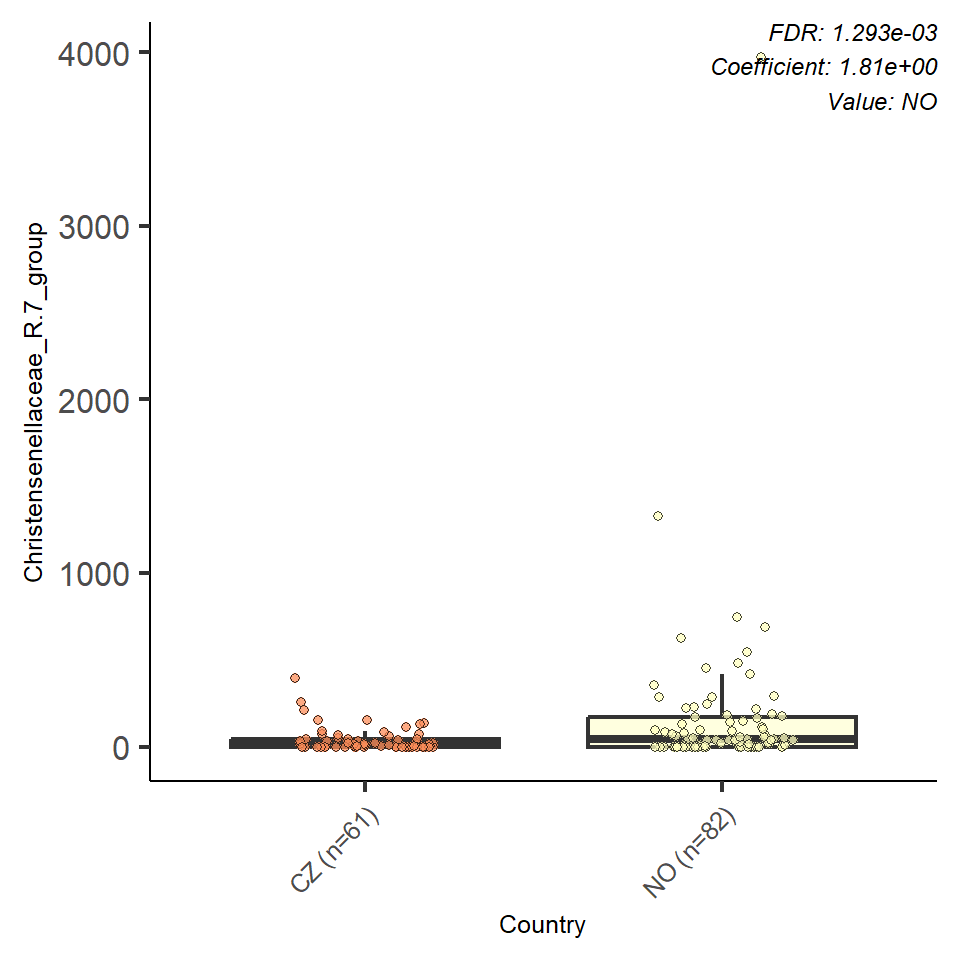 FDR: 1.293e-03
Coefficient: 1.81e+00
Value: NO
4000
3000
2000
1000
0
Christensenellaceae_R.7_group
CZ (n=61)
NO (n=82)
Country